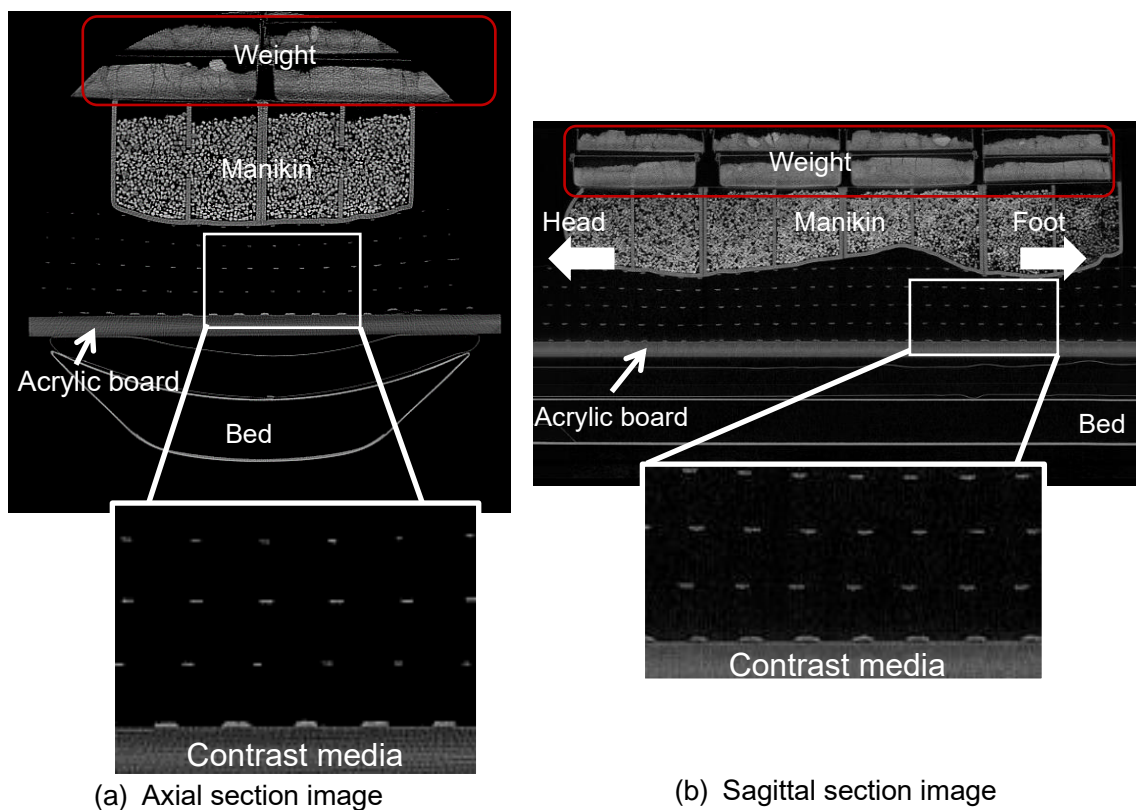 Weight
Manikin
Acrylic board
Bed
Contrast media
(a) Axial section image
Weight
Head
Manikin
Foot
Acrylic board
Bed
Contrast media
(b) Sagittal section image